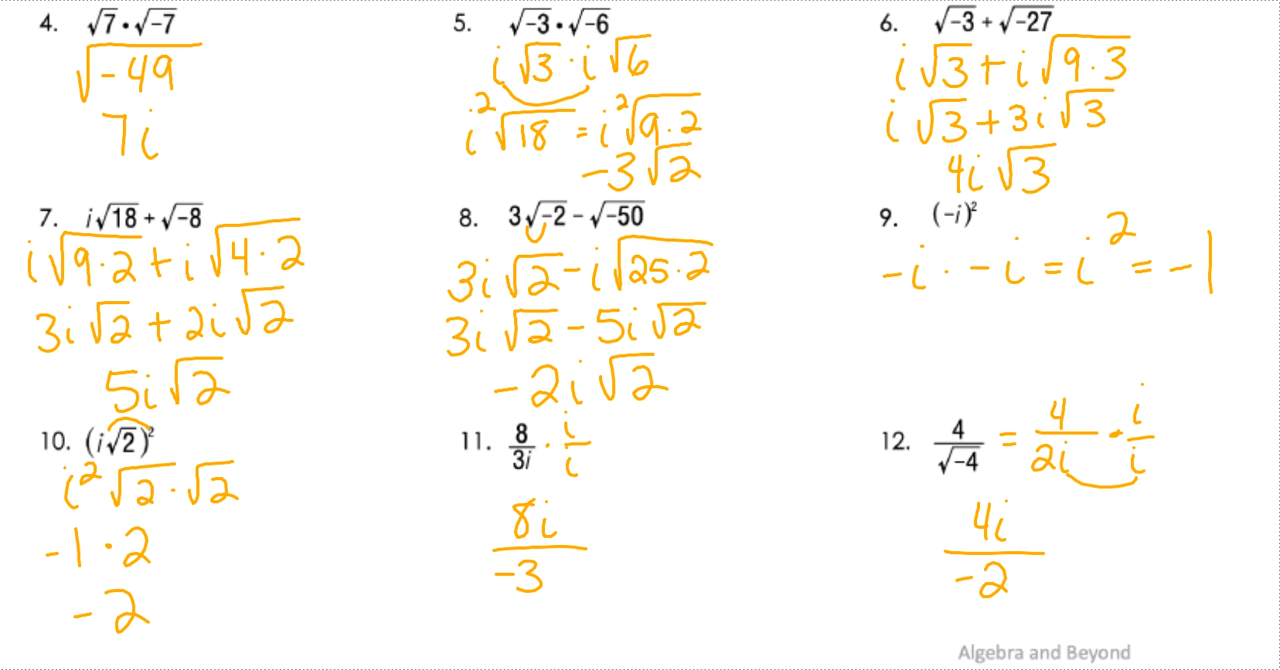 4. √7 • √-7
√-49
7i
5. √-3 • √-6
i√3 · i√6
i²√18 = i²√9·2
-3√2
6. √-3 + √-27
i√3 + i√9·3
i√3 + 3i√3
4i√3
7. i√18 + √-8
i√9·2 + i√4·2
3i√2 + 2i√2
5i√2
8. 3√-2 - √-50
3i√2 - i√25·2
3i√2 - 5i√2
-2i√2
9. (-i)²
-i · -i = i² = -1
10. (i√2)²
i²√2 · √2
-1 · 2
-2
11. 8/3i · i/i
8i/-3
12. 4/√-4 = 4/2i · i/i
4i/-2
Algebra and Beyond